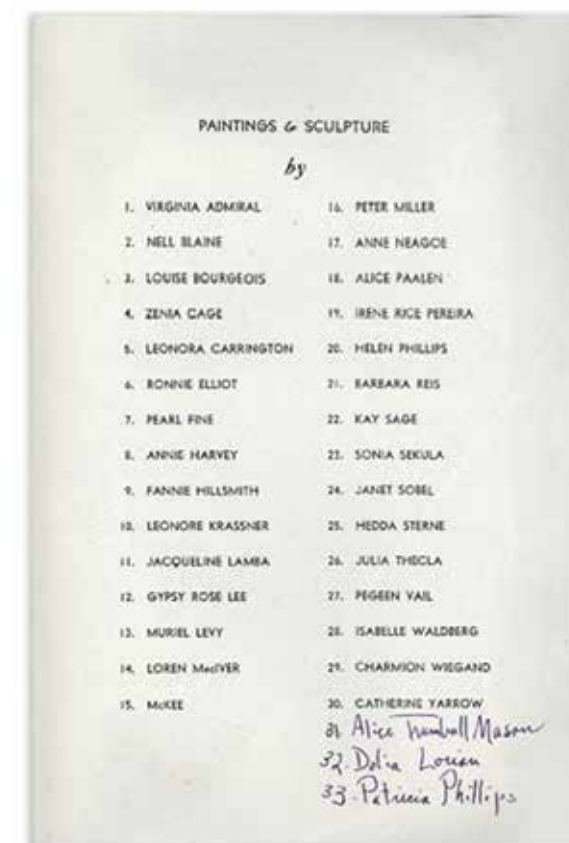 PAINTINGS & SCULPTURE
by
1. VIRGINIA ADMIRAL
2. NELL BLAINE
3. LOUISE BOURGEOIS
4. ZENIA CAGE
5. LEONORA CARRINGTON
6. RONNIE ELLIOT
7. PEARL FINE
8. ANNIE HARVEY
9. FANNIE HILLSMITH
10. LEONORE KRASSNER
11. JACQUELINE LAMBA
12. GYPSY ROSE LEE
13. MURIEL LEVY
14. LOREN MacIVER
15. McKEE
16. PETER MILLER
17. ANNE NEAGOE
18. ALICE PAALEN
19. IRENE RICE PEREIRA
20. HELEN PHILLIPS
21. BARBARA REIS
22. KAY SAGE
23. SONIA SEKULA
24. JANET SOBEL
25. HEDDA STERNE
26. JULIA THECLA
27. PEGEEN VAIL
28. ISABELLE WALDBERG
29. CHARMION WIEGAND
30. CATHERINE YARROW
31 Alice Trumball Mason
32. Dolia Lorian
33. Patricia Phillips